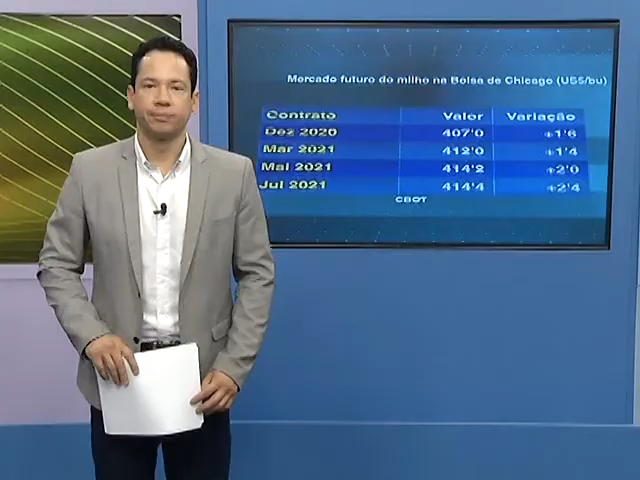 Mercado futuro do milho na Bolsa de Chicago (US$/bu)
Contrato Valor Variação
Dez 2020 407'0 +1'6
Mar 2021 412'0 +1'4
Mai 2021 414'2 +2'0
Jul 2021 414'4 +2'4
CBOT